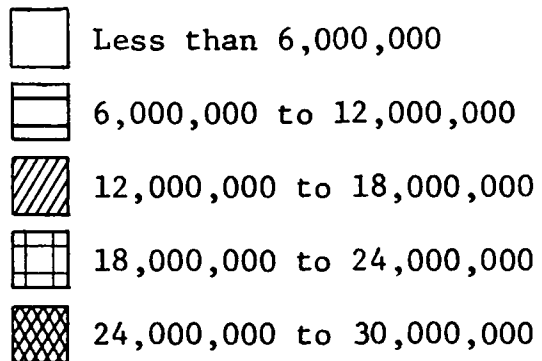 Less than 6,000,000
6,000,000 to 12,000,000
12,000,000 to 18,000,000
18,000,000 to 24,000,000
24,000,000 to 30,000,000